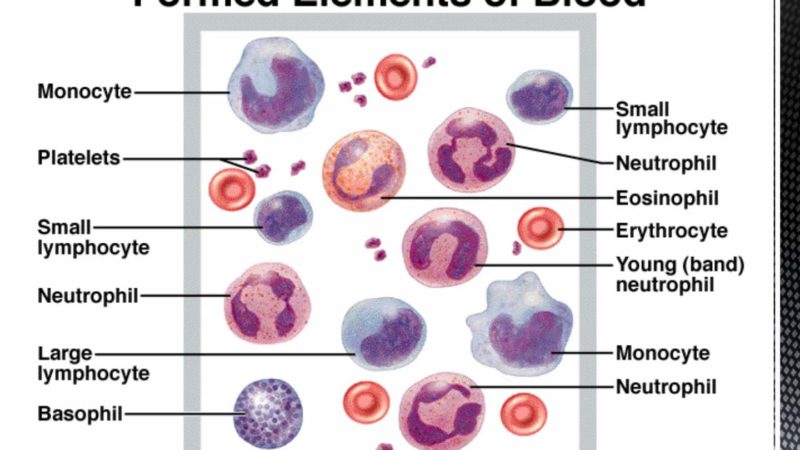 Formed Elements of Blood
Monocyte
Platelets
Small
lymphocyte
Neutrophil
Large
lymphocyte
Basophil
Small
lymphocyte
Neutrophil
Eosinophil
Erythrocyte
Young (band)
neutrophil
Monocyte
Neutrophil